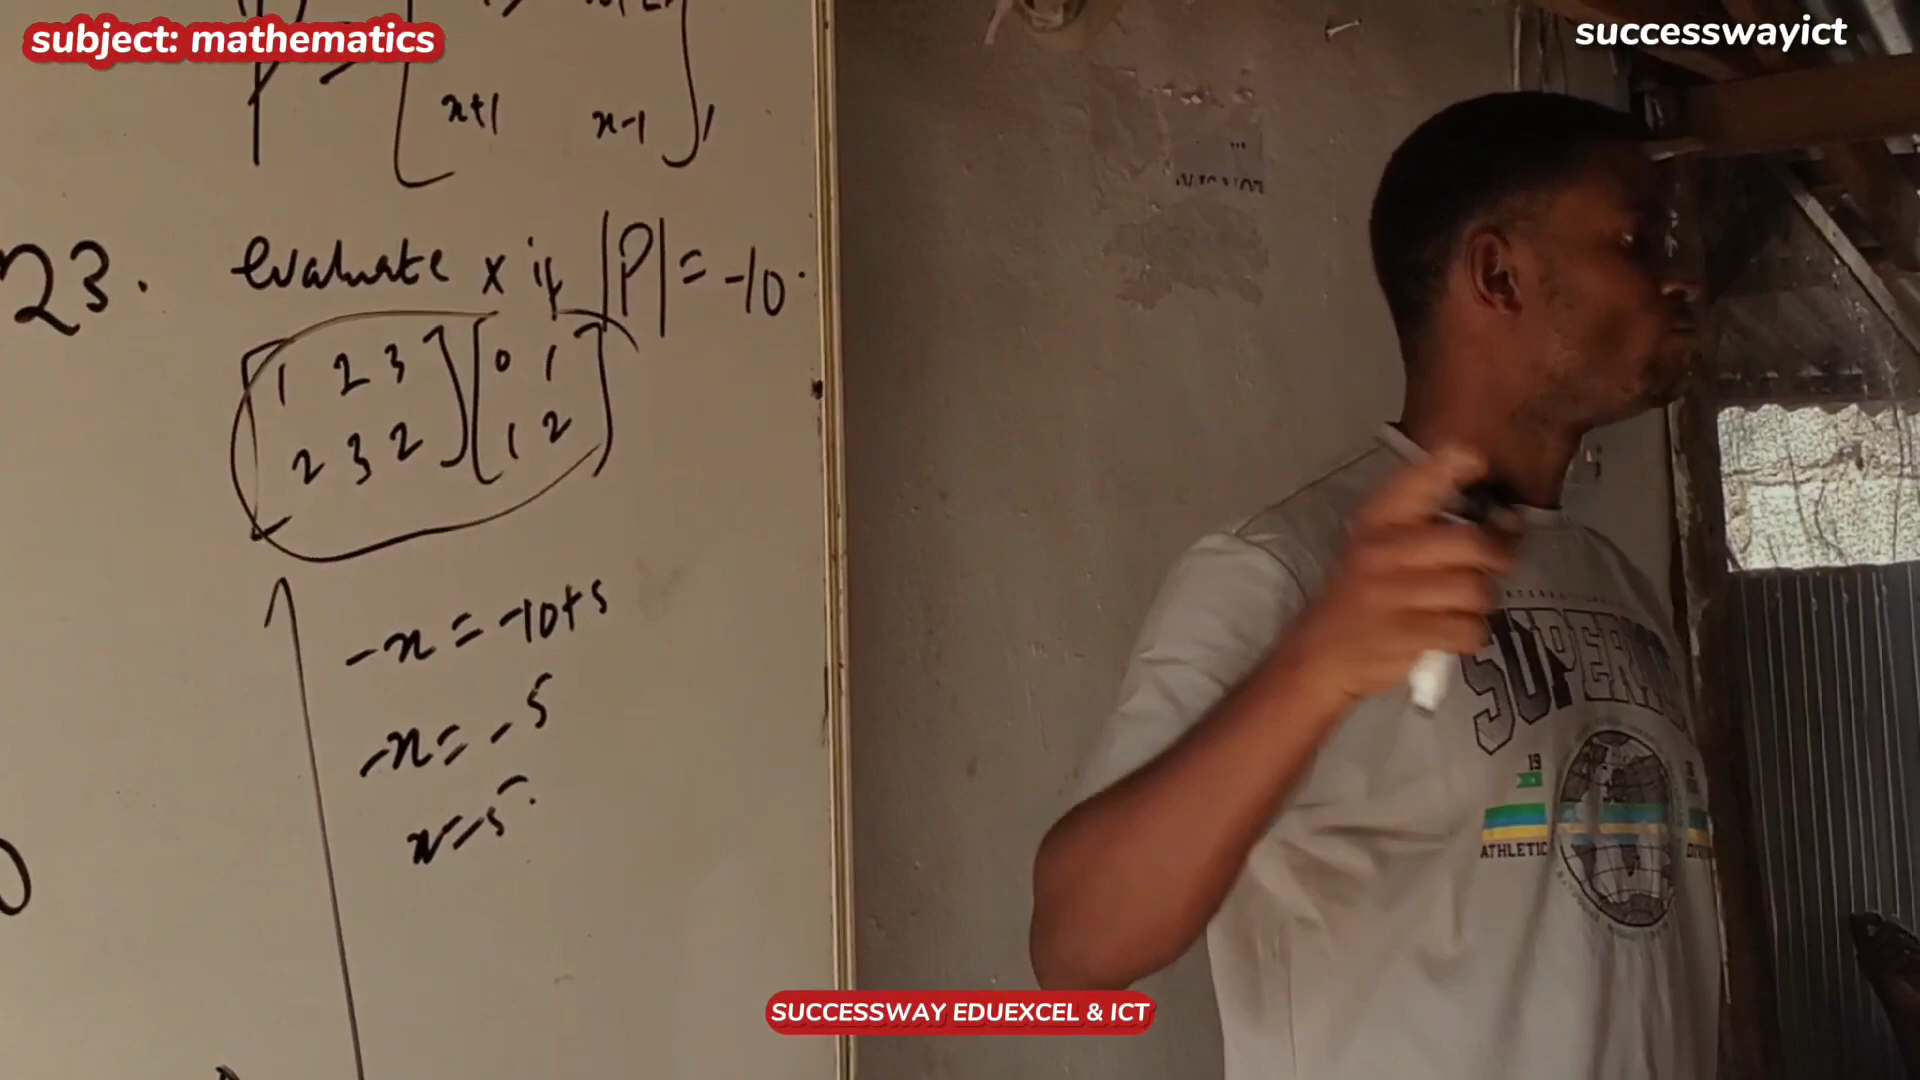 subject: mathematics
successwayict
P =
x+1 x-1 ,
23. evaluate x if |P| = -10.
1 2 3 0 1
2 3 2 1 2
-x = -10+5
-x = -5
x = 5
SUPER
19
ATHLETIC
SUCCESSWAY EDUEXCEL & ICT